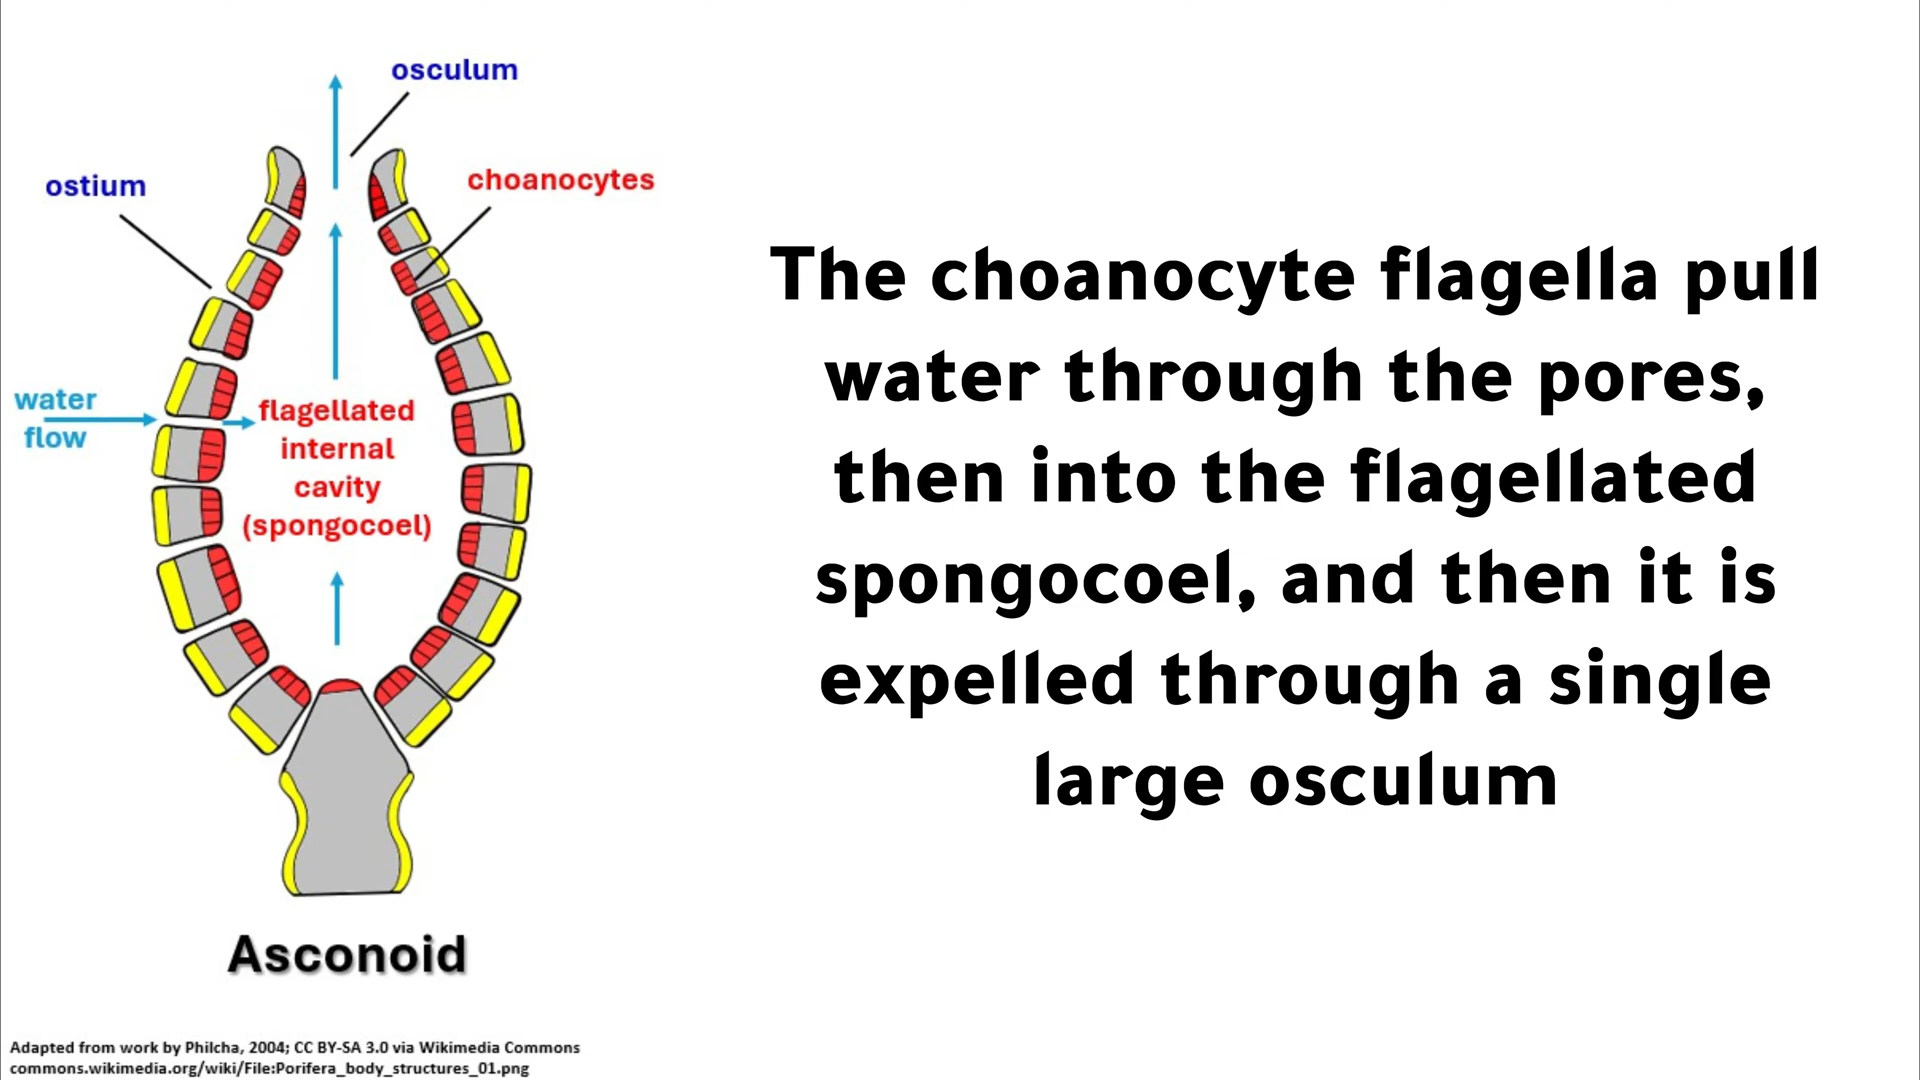 osculum
ostium
choanocytes
water
flow
flagellated
internal
cavity
(spongocoel)
Asconoid
The choanocyte flagella pull
water through the pores,
then into the flagellated
spongocoel, and then it is
expelled through a single
large osculum
Adapted from work by Philcha, 2004; CC BY-SA 3.0 via Wikimedia Commons
commons.wikimedia.org/wiki/File:Porifera_body_structures_01.png